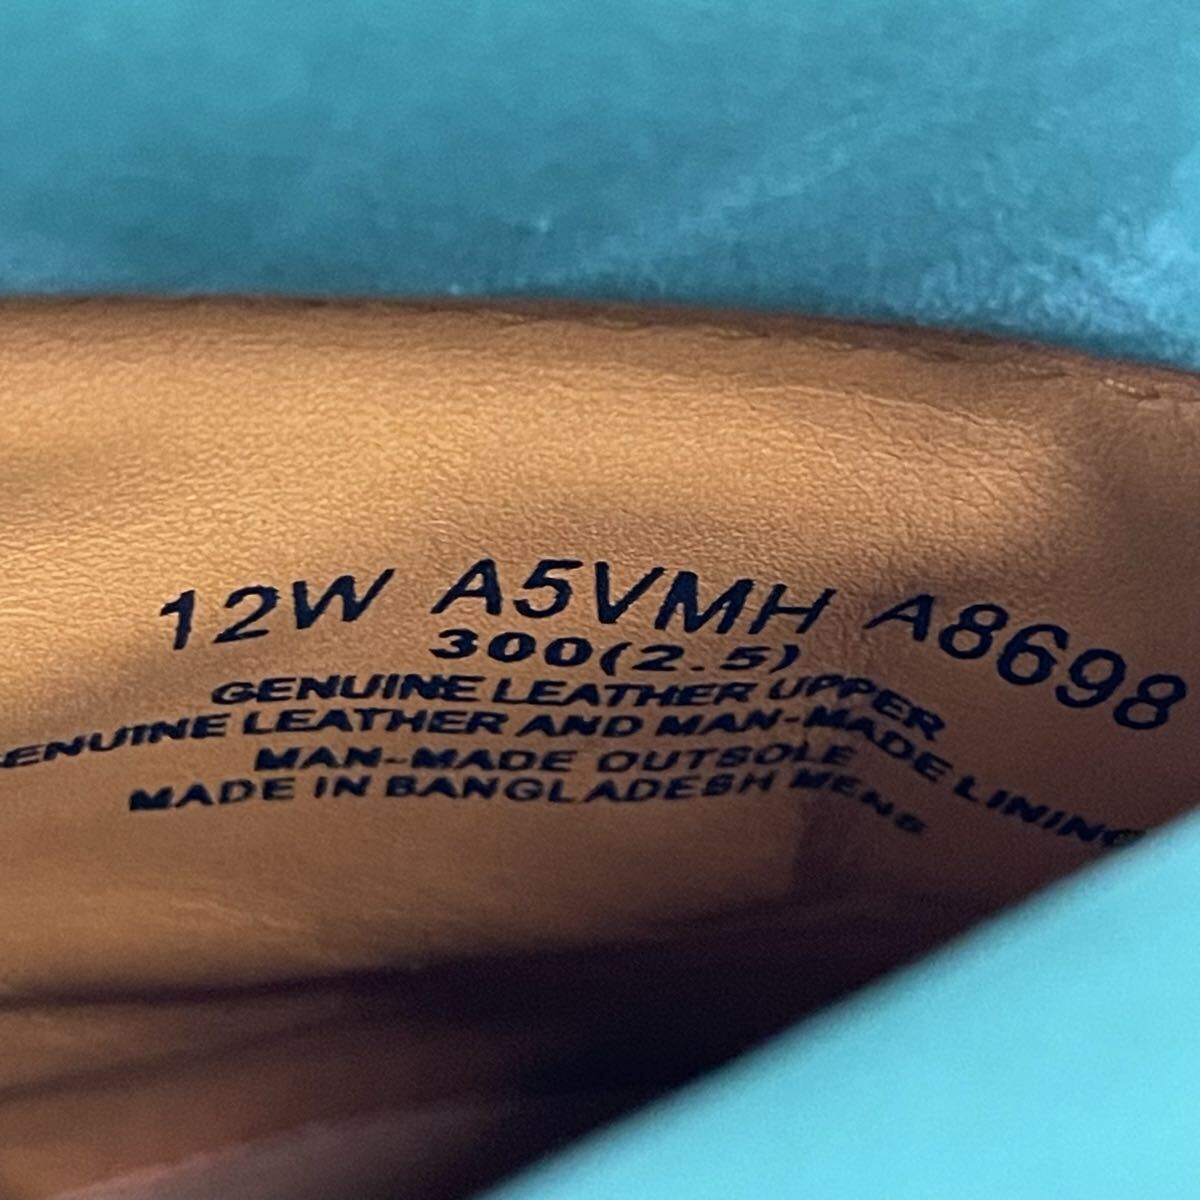 12W A5VMH A8698
300(2.5)
GENUINE LEATHER UPPER
GENUINE LEATHER AND MAN-MADE LINING
MAN-MADE OUTSOLE
MADE IN BANGLADESH MENS